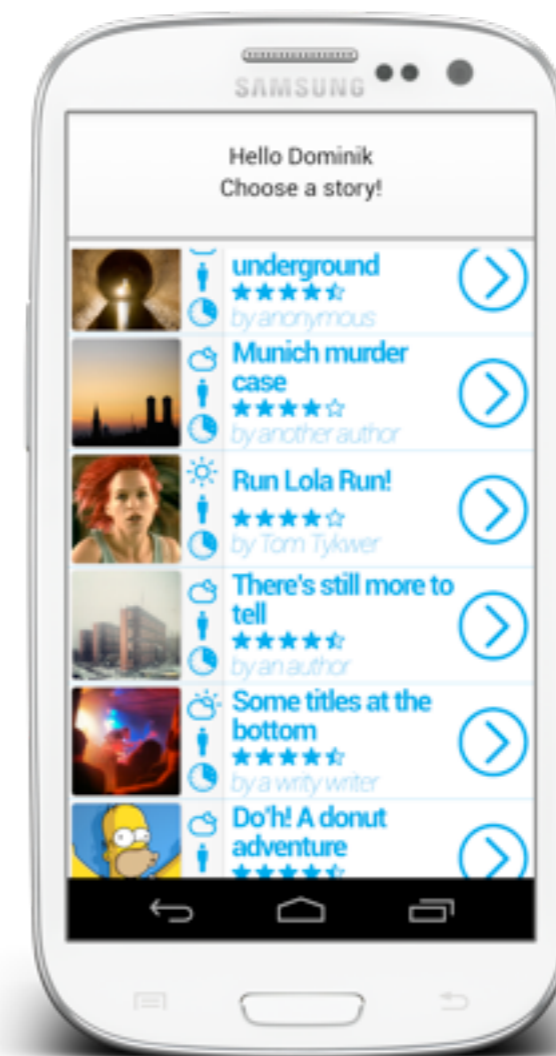 SAMSUNG
Hello Dominik
Choose a story!
underground
by anonymous
Munich murder
case
by another author
Run Lola Run!
by Tom Tykwer
There's still more to
tell
by an author
Some titles at the
bottom
by a writy writer
Do'h! A donut
adventure